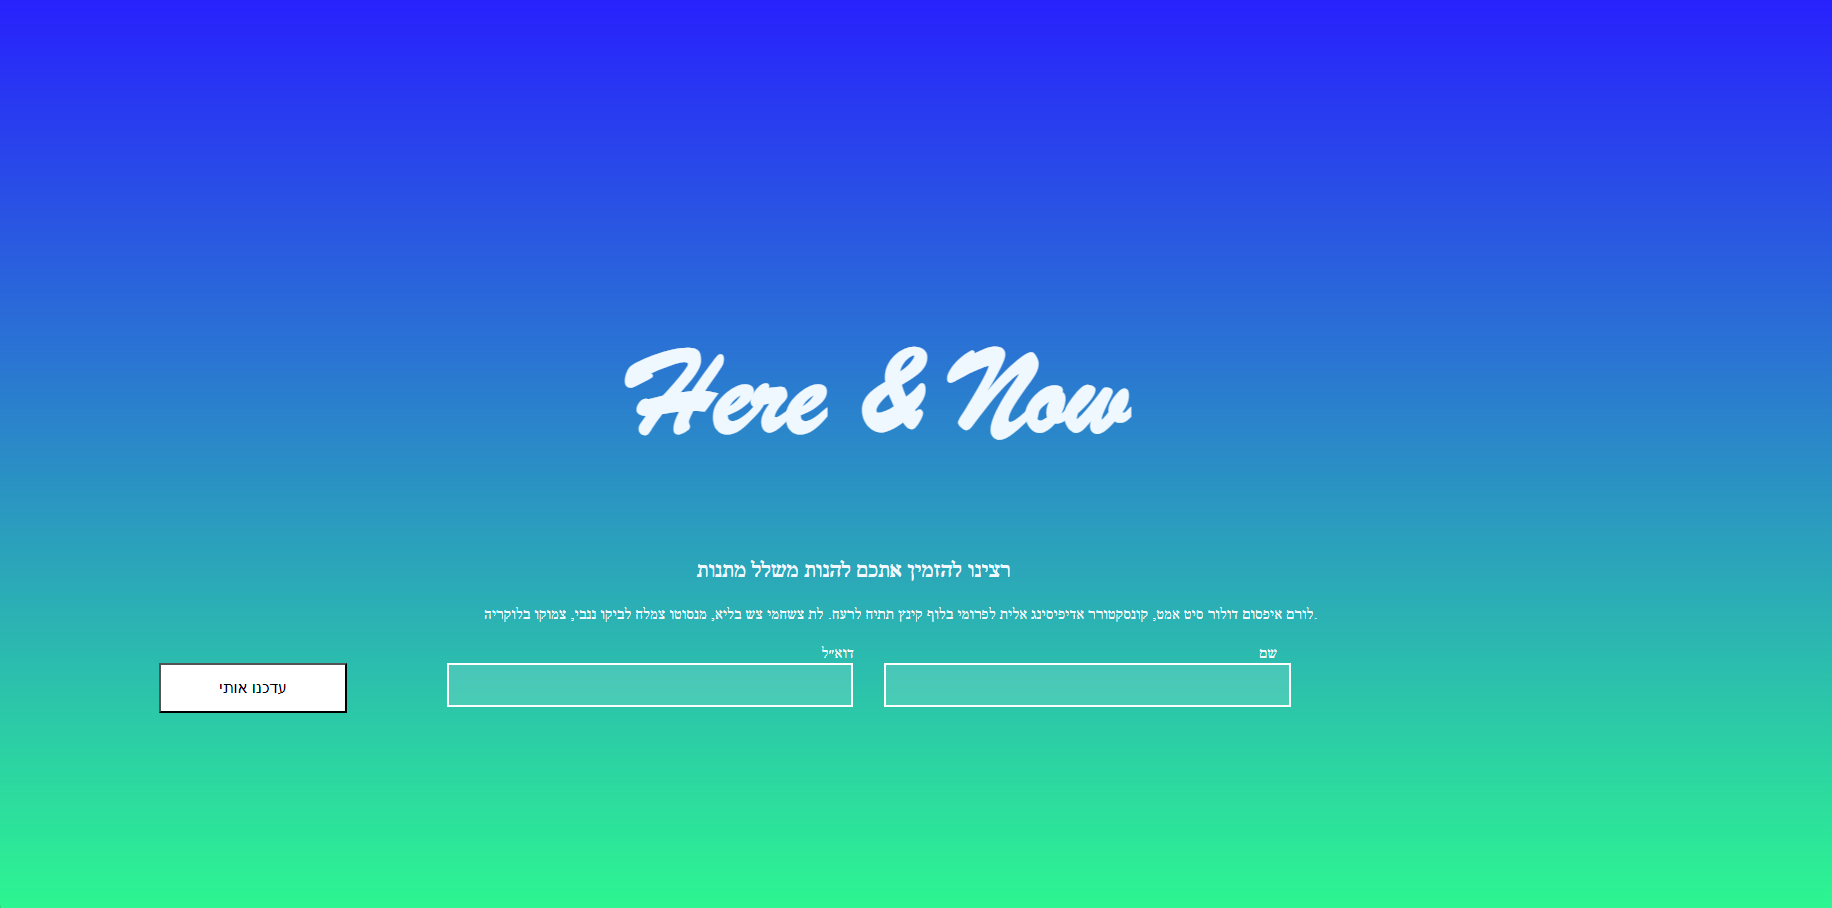 Here & Now
רצינו להזמין אתכם להנות משלל מתנות
לורם איפסום דולור סיט אמט, קונסקטורר אדיפיסינג אלית לפרומי בלוף קינץ תתיח לרעח. לת צשחמי צש בליא, מנסוטו צמלח לביקו ננבי, צמוקו בלוקריה.
שם
דוא״ל
עדכנו אותי